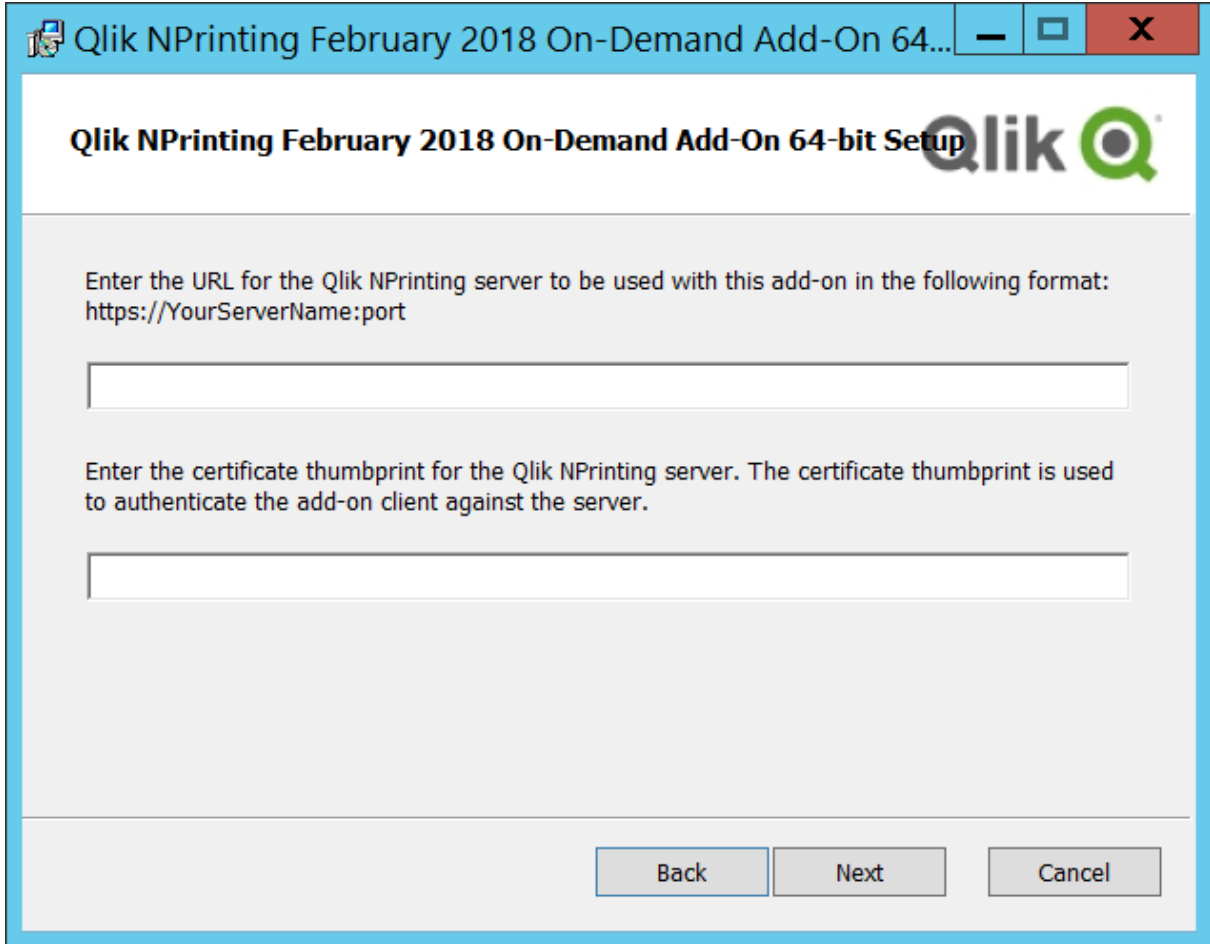 Qlik NPrinting February 2018 On-Demand Add-On 64...
Qlik NPrinting February 2018 On-Demand Add-On 64-bit Setup
Qlik
Enter the URL for the Qlik NPrinting server to be used with this add-on in the following format:
https://YourServerName:port
Enter the certificate thumbprint for the Qlik NPrinting server. The certificate thumbprint is used
to authenticate the add-on client against the server.
Back Next Cancel